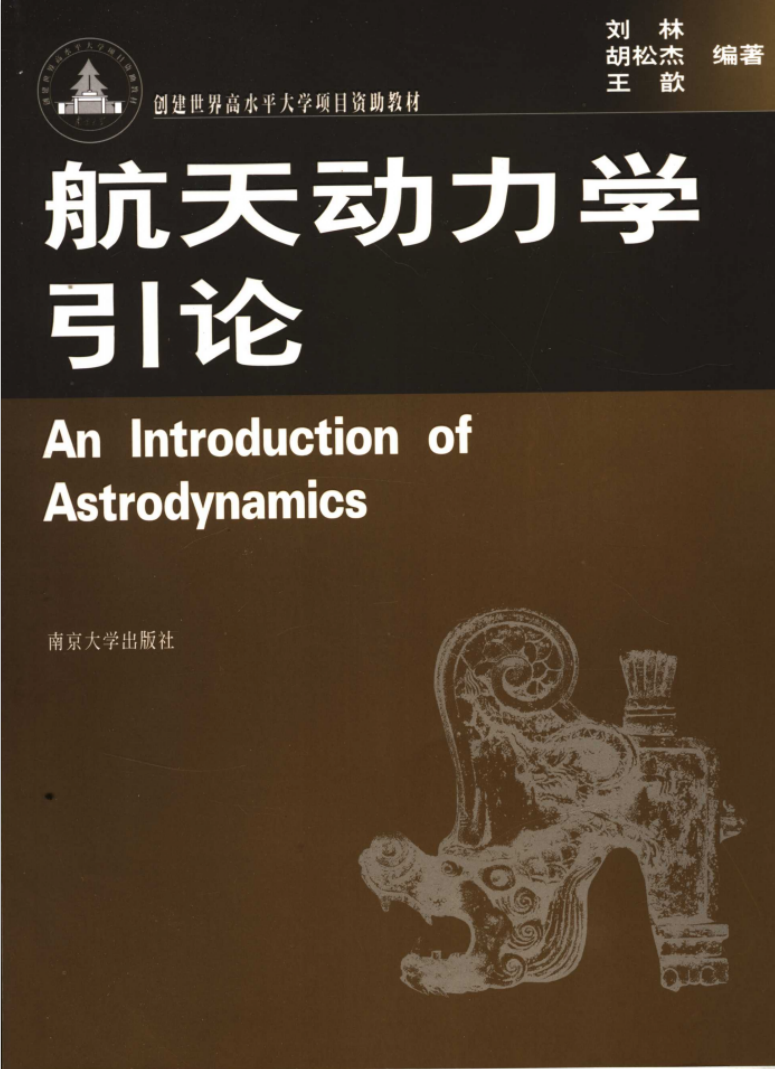 刘 林
胡松杰 编著
王 歆
创建世界高水平大学项目资助教材
航天动力学
引论
An Introduction of
Astrodynamics
南京大学出版社